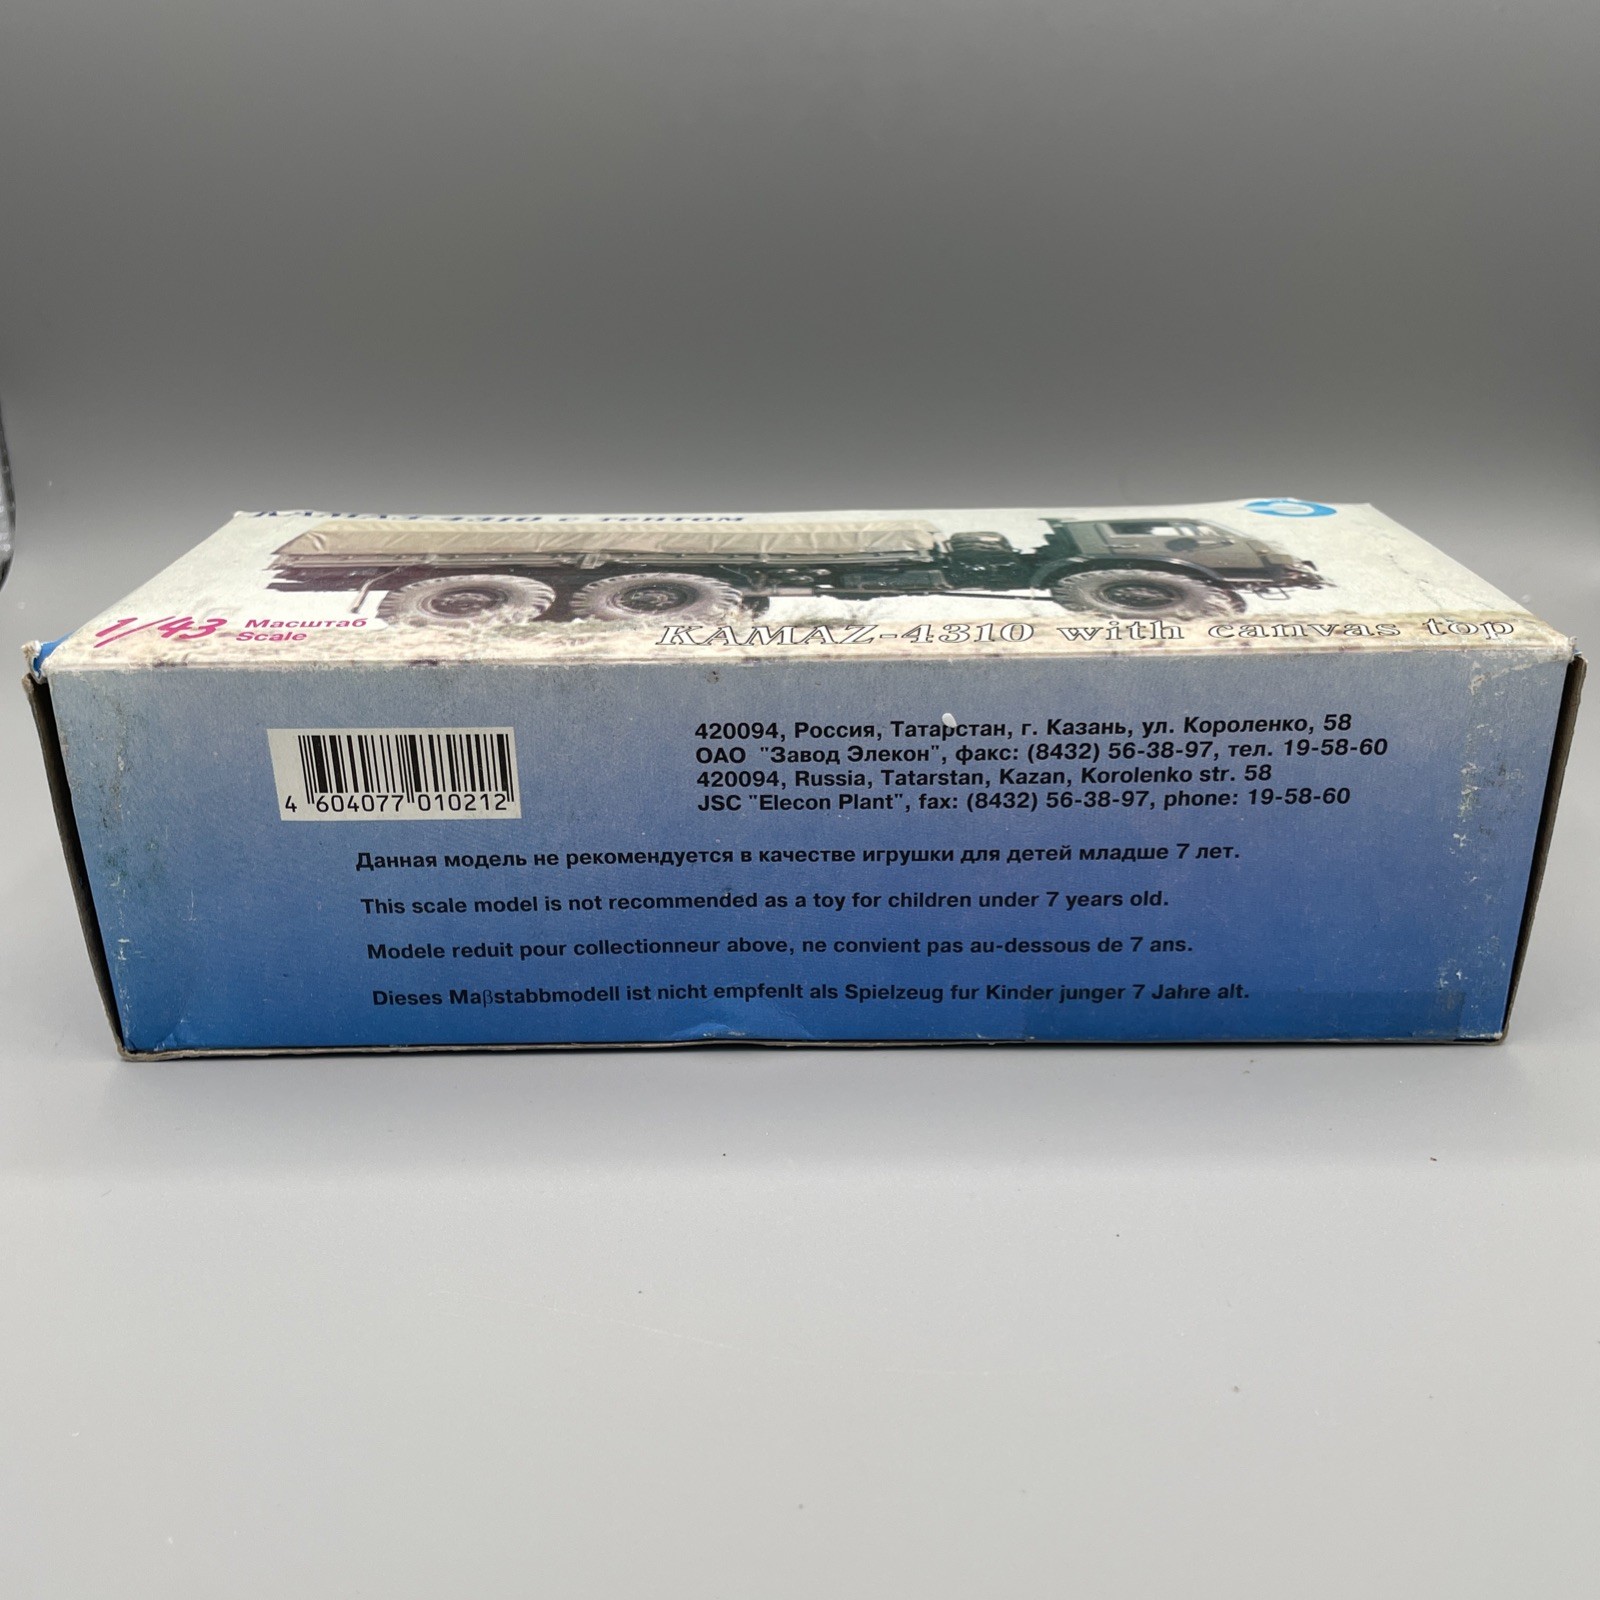 КАМАЗ-4310 с тентом
1/43 Масштаб
Scale
KAMAZ-4310 with canvas top
4 604077 010212
420094, Россия, Татарстан, г. Казань, ул. Короленко, 58
ОАО "Завод Элекон", факс: (8432) 56-38-97, тел. 19-58-60
420094, Russia, Tatarstan, Kazan, Korolenko str. 58
JSC "Elecon Plant", fax: (8432) 56-38-97, phone: 19-58-60
Данная модель не рекомендуется в качестве игрушки для детей младше 7 лет.
This scale model is not recommended as a toy for children under 7 years old.
Modele reduit pour collectionneur above, ne convient pas au-dessous de 7 ans.
Dieses Maβstabbmodell ist nicht empfenlt als Spielzeug fur Kinder junger 7 Jahre alt.